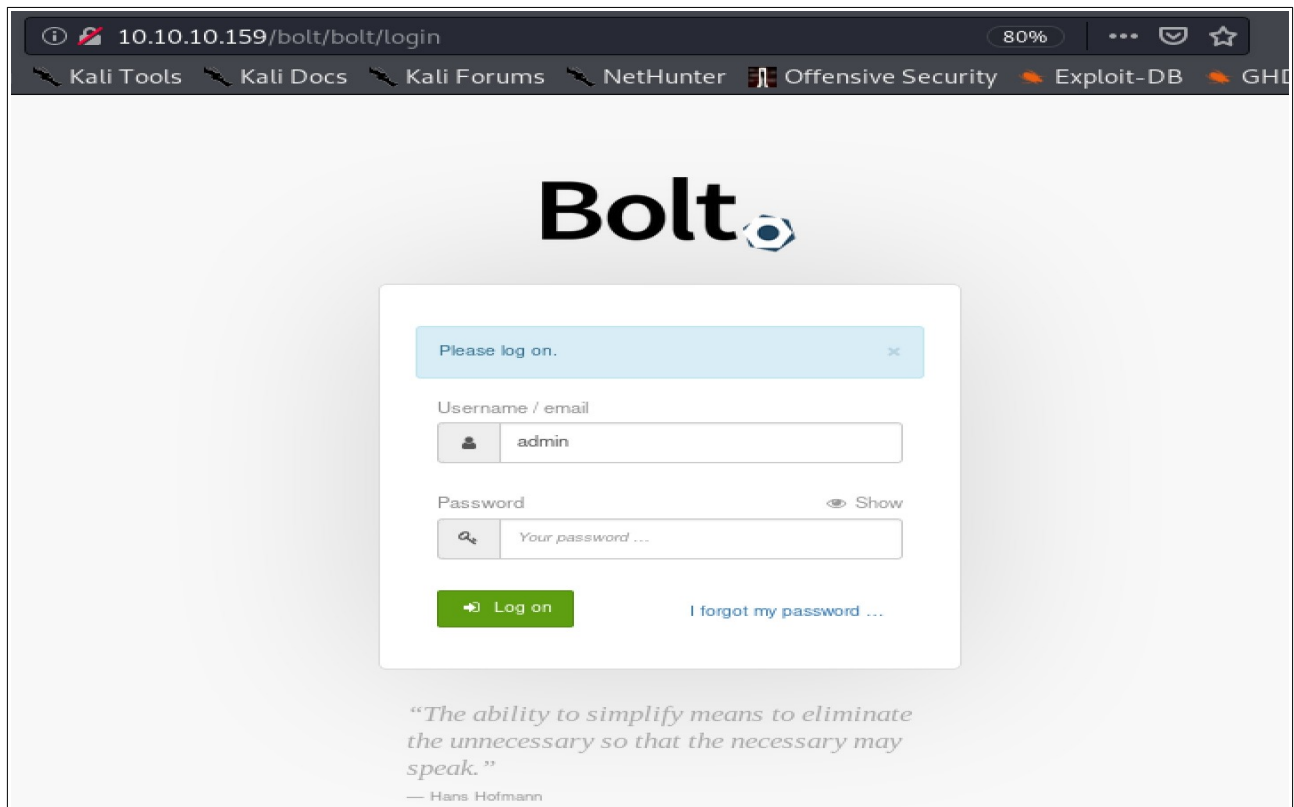 10.10.10.159/bolt/bolt/login 80%
Kali Tools Kali Docs Kali Forums NetHunter Offensive Security Exploit-DB GHD
Bolt
Please log on. ×
Username / email
admin
Password Show
Your password ...
Log on I forgot my password ...
“The ability to simplify means to eliminate
the unnecessary so that the necessary may
speak.”
— Hans Hofmann